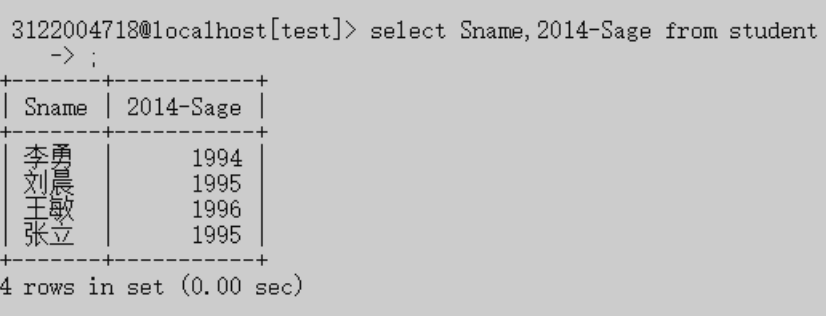 3122004718@localhost[test]> select Sname,2014-Sage from student
    -> ;
+-------+-----------+
| Sname | 2014-Sage |
+-------+-----------+
| 李勇  |      1994 |
| 刘晨  |      1995 |
| 王敏  |      1996 |
| 张立  |      1995 |
+-------+-----------+
4 rows in set (0.00 sec)